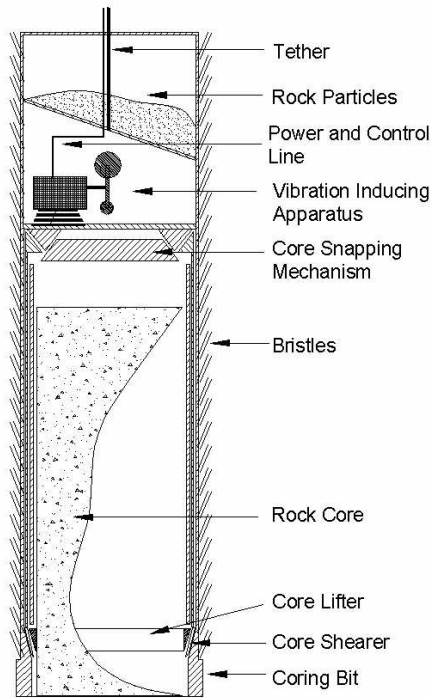 Tether
Rock Particles
Power and Control
Line
Vibration Inducing
Apparatus
Core Snapping
Mechanism
Bristles
Rock Core
Core Lifter
Core Shearer
Coring Bit